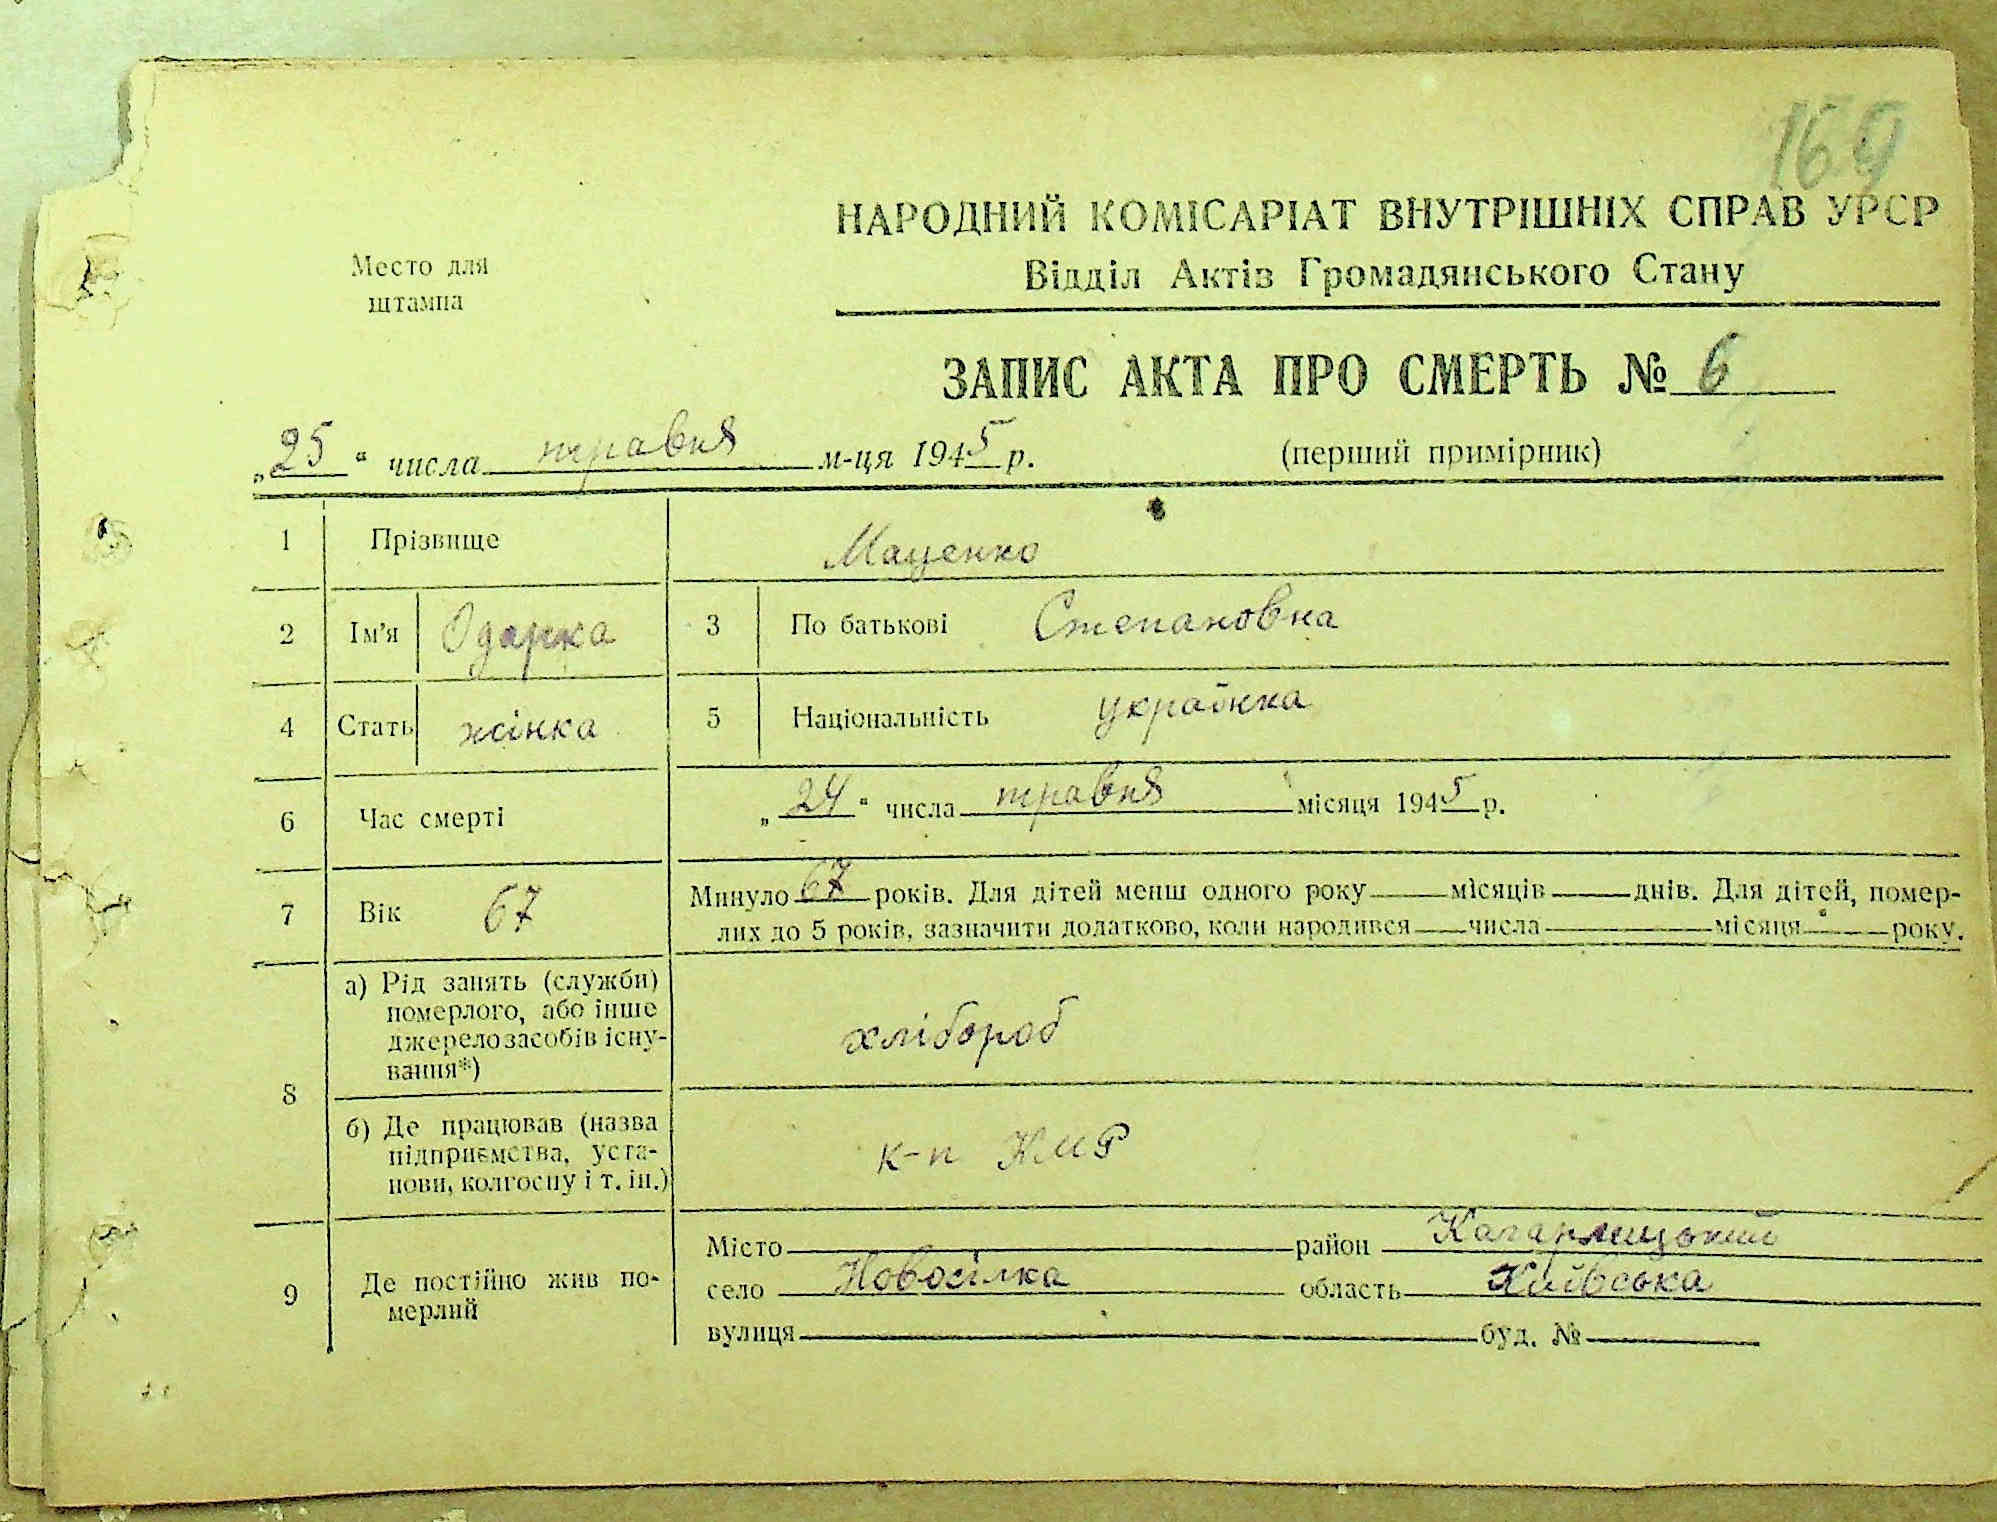 169
НАРОДНИЙ КОМІСАРІАТ ВНУТРІШНІХ СПРАВ УРСР
Место для
штампа
Відділ Актів Громадянського Стану
ЗАПИС АКТА ПРО СМЕРТЬ № 6
„25“ числа травня м-ця 1945 р. (перший примірник)
1 Прізвище Маценко
2 Ім'я Одарка 3 По батькові Степановна
4 Стать жінка 5 Національність українка
6 Час смерті „24“ числа травня місяця 1945 р.
7 Вік 67 Минуло 67 років. Для дітей менш одного року місяців днів. Для дітей, помер-
лих до 5 років, зазначити додатково, коли народився числа місяця року.
8 а) Рід занять (служби)
померлого, або інше
джерело засобів існу-
вання*)
хлібороб
б) Де працював (назва
підприємства, уста-
нови, колгоспу і т. ін.)
к-п
9 Де постійно жив по-
мерлий
Місто район Кагарлицький
село Новосілка область Київська
вулиця буд. №